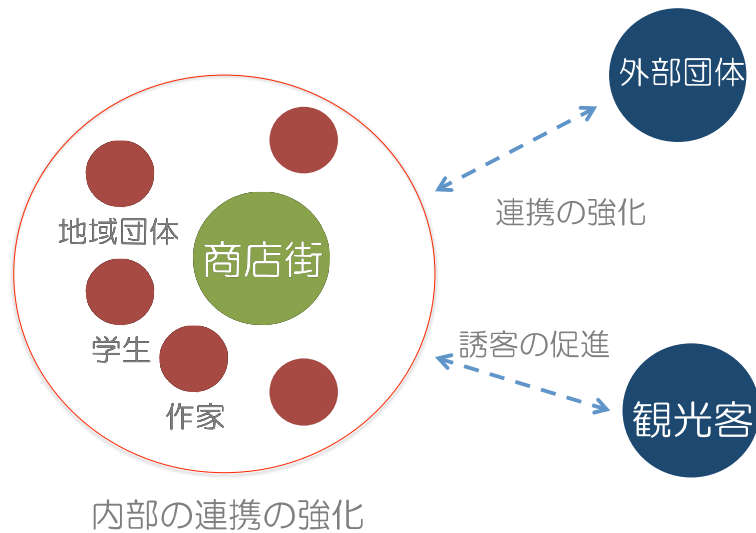 外部団体
地域団体
連携の強化
商店街
学生
誘客の促進
作家
観光客
内部の連携の強化